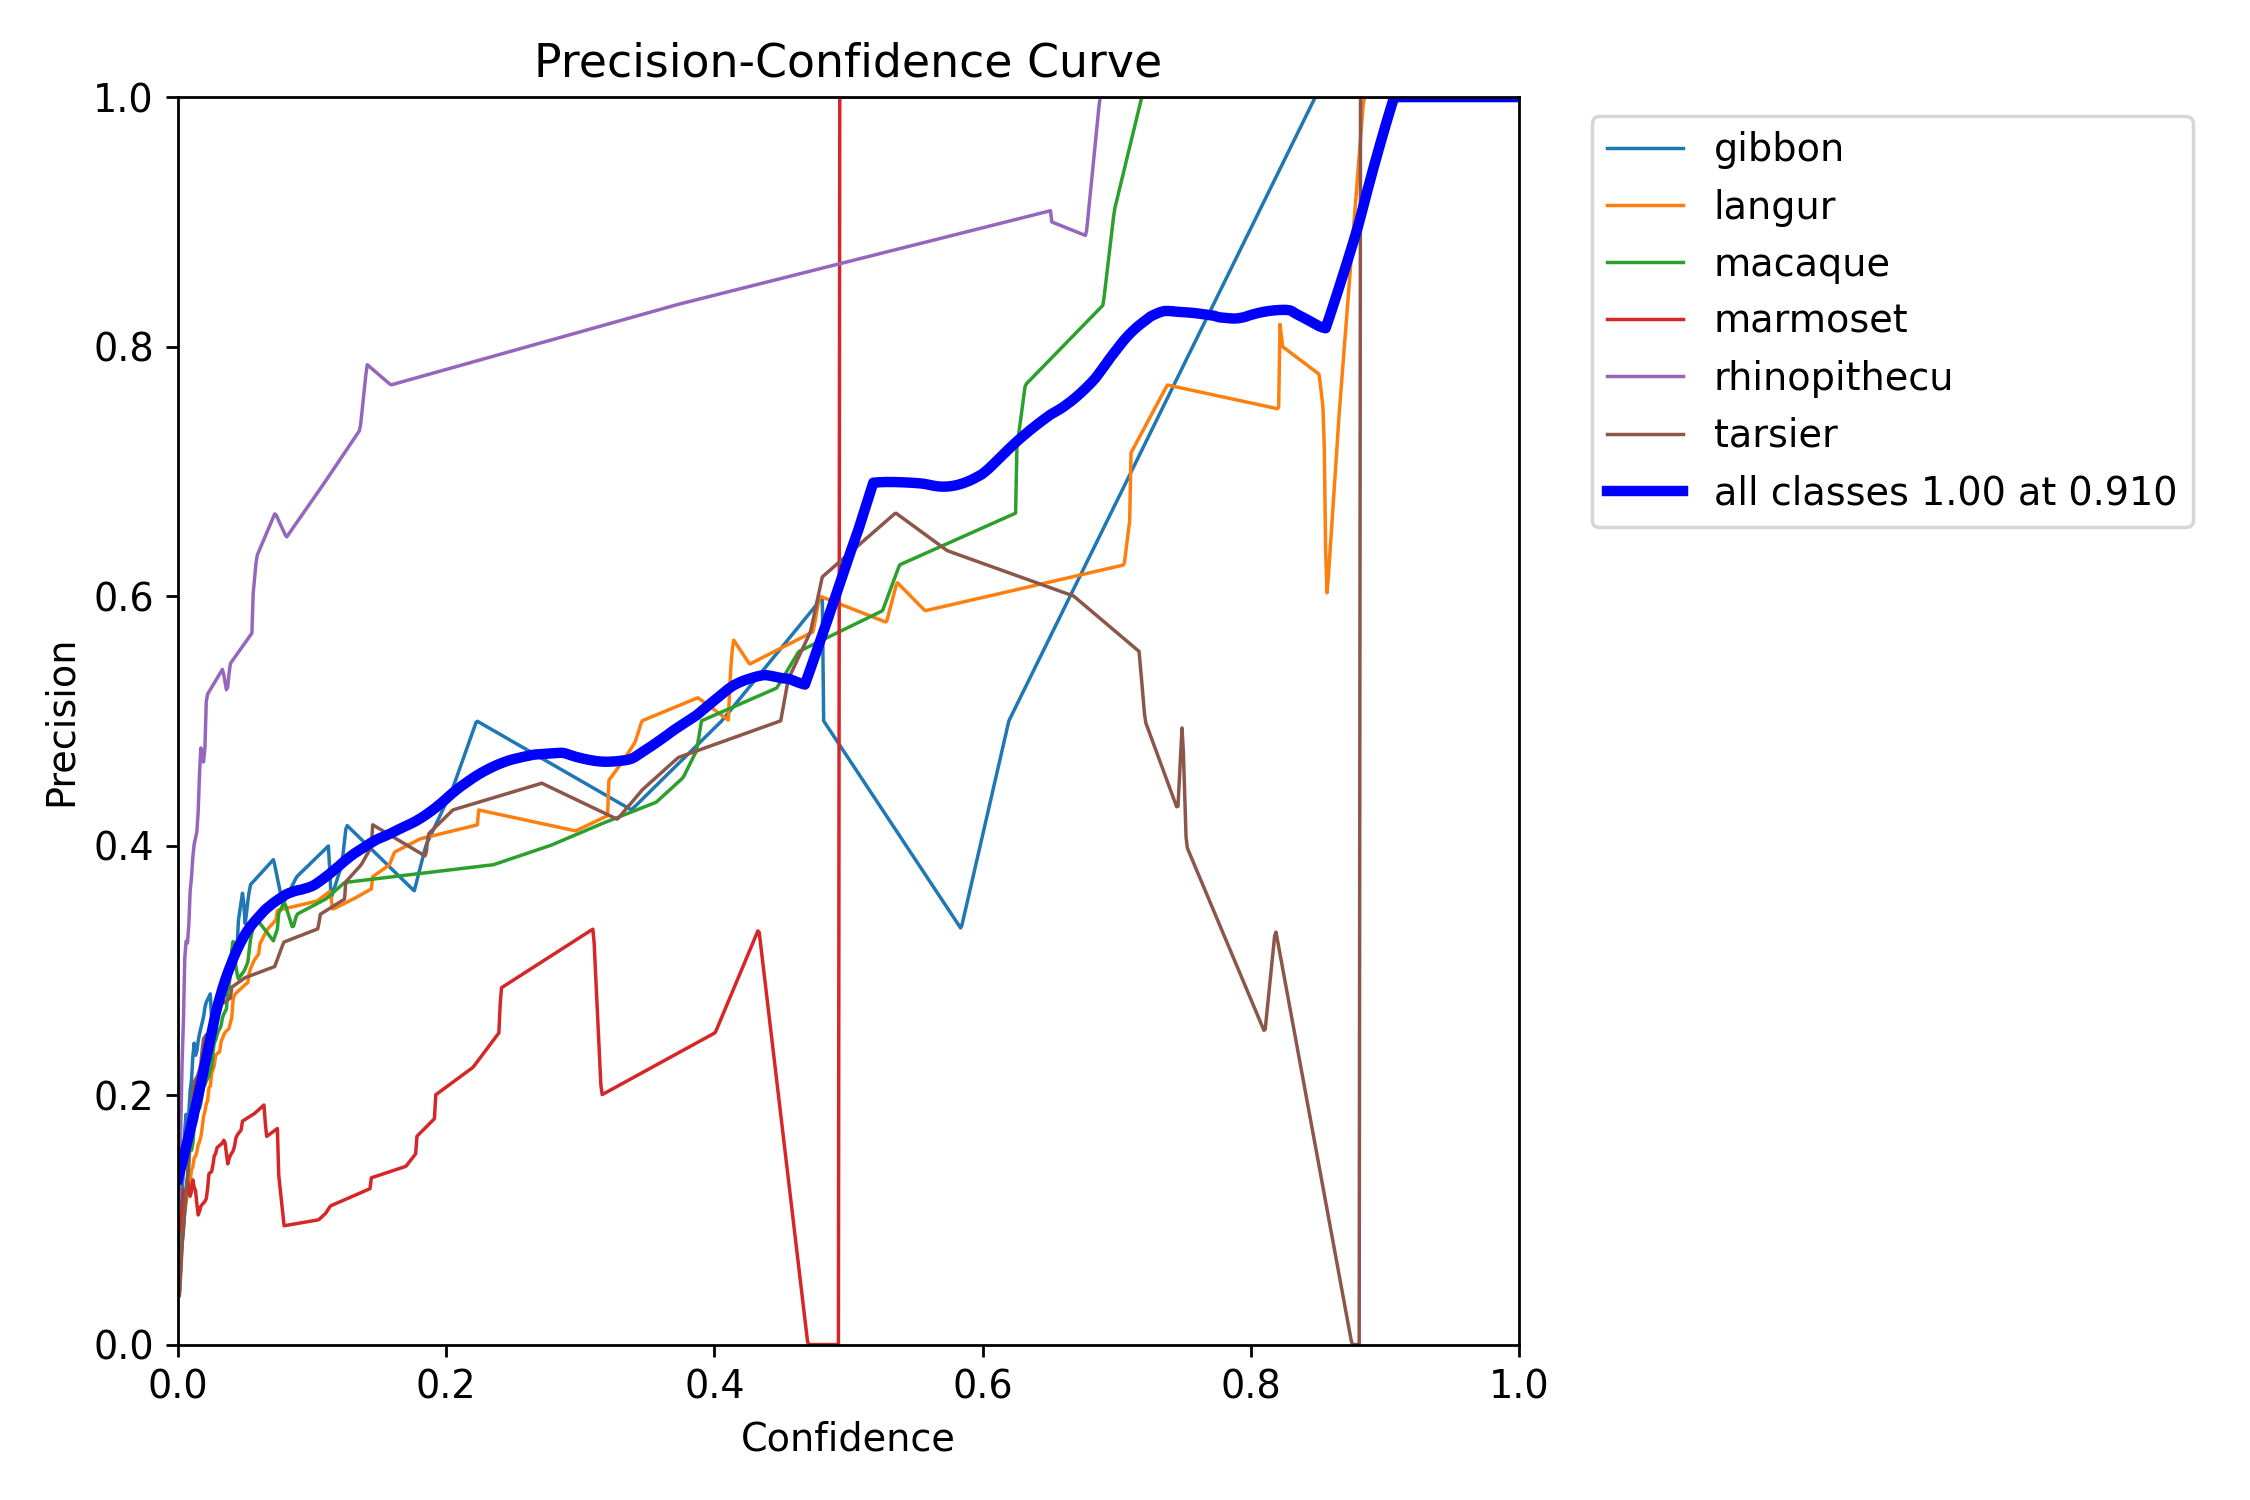 Precision-Confidence Curve
1.0
0.8
0.6
0.4
0.2
0.0
Precision
0.0 0.2 0.4 0.6 0.8 1.0
Confidence
gibbon
langur
macaque
marmoset
rhinopithecu
tarsier
all classes 1.00 at 0.910